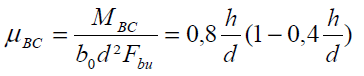 μ_BC = M_BC / (b_0 d^2 F_bu) = 0,8 h/d (1 − 0,4 h/d)